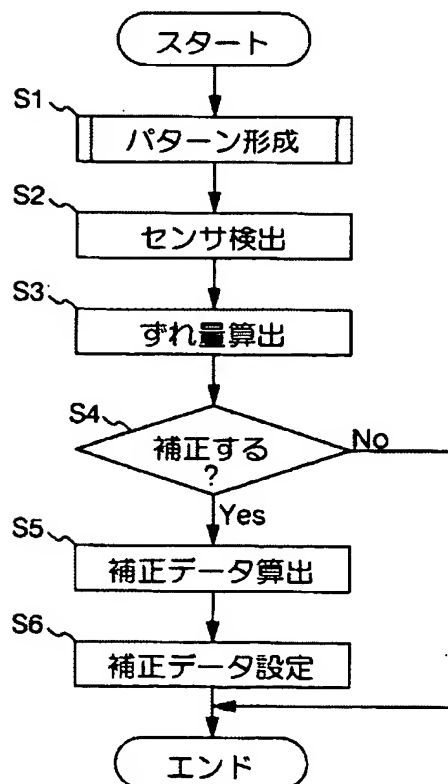 スタート
S1
パターン形成
S2
センサ検出
S3
ずれ量算出
S4
補正する
?
No
Yes
S5
補正データ算出
S6
補正データ設定
エンド